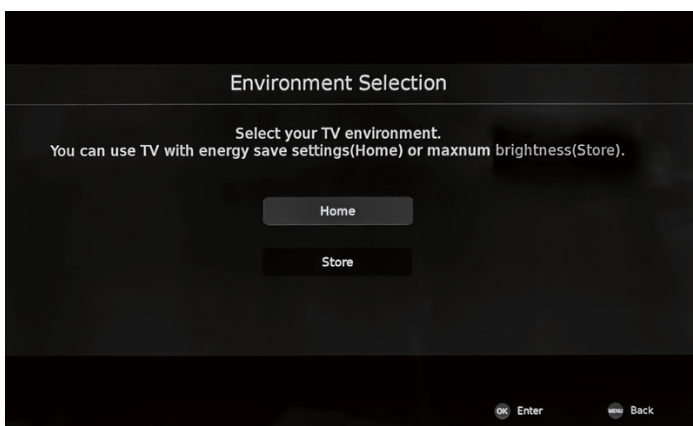 Environment Selection
Select your TV environment.
You can use TV with energy save settings(Home) or maxnum brightness(Store).
Home
Store
OK Enter
MENU Back